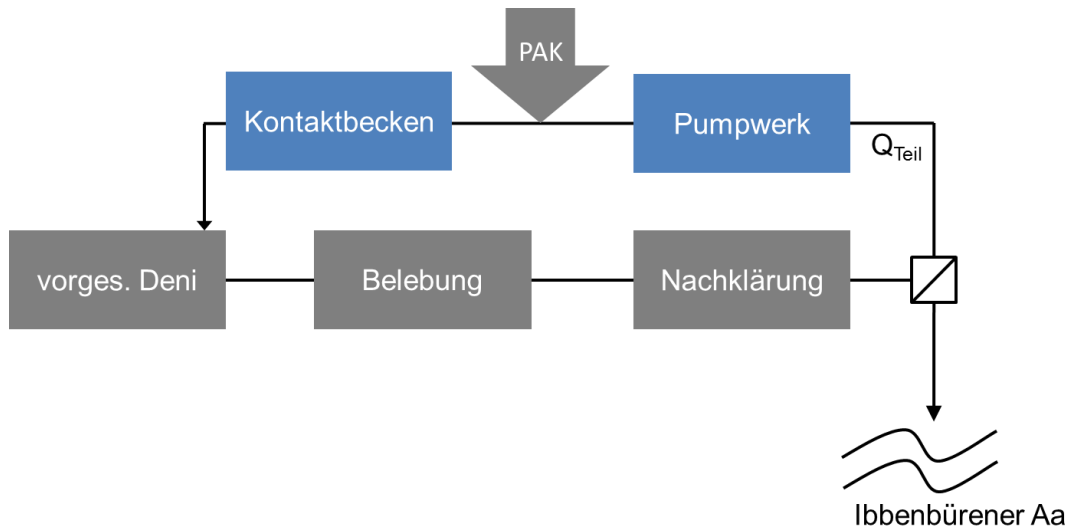 PAK
Kontaktbecken
Pumpwerk
QTeil
vorges. Deni
Belebung
Nachklärung
Ibbenbürener Aa